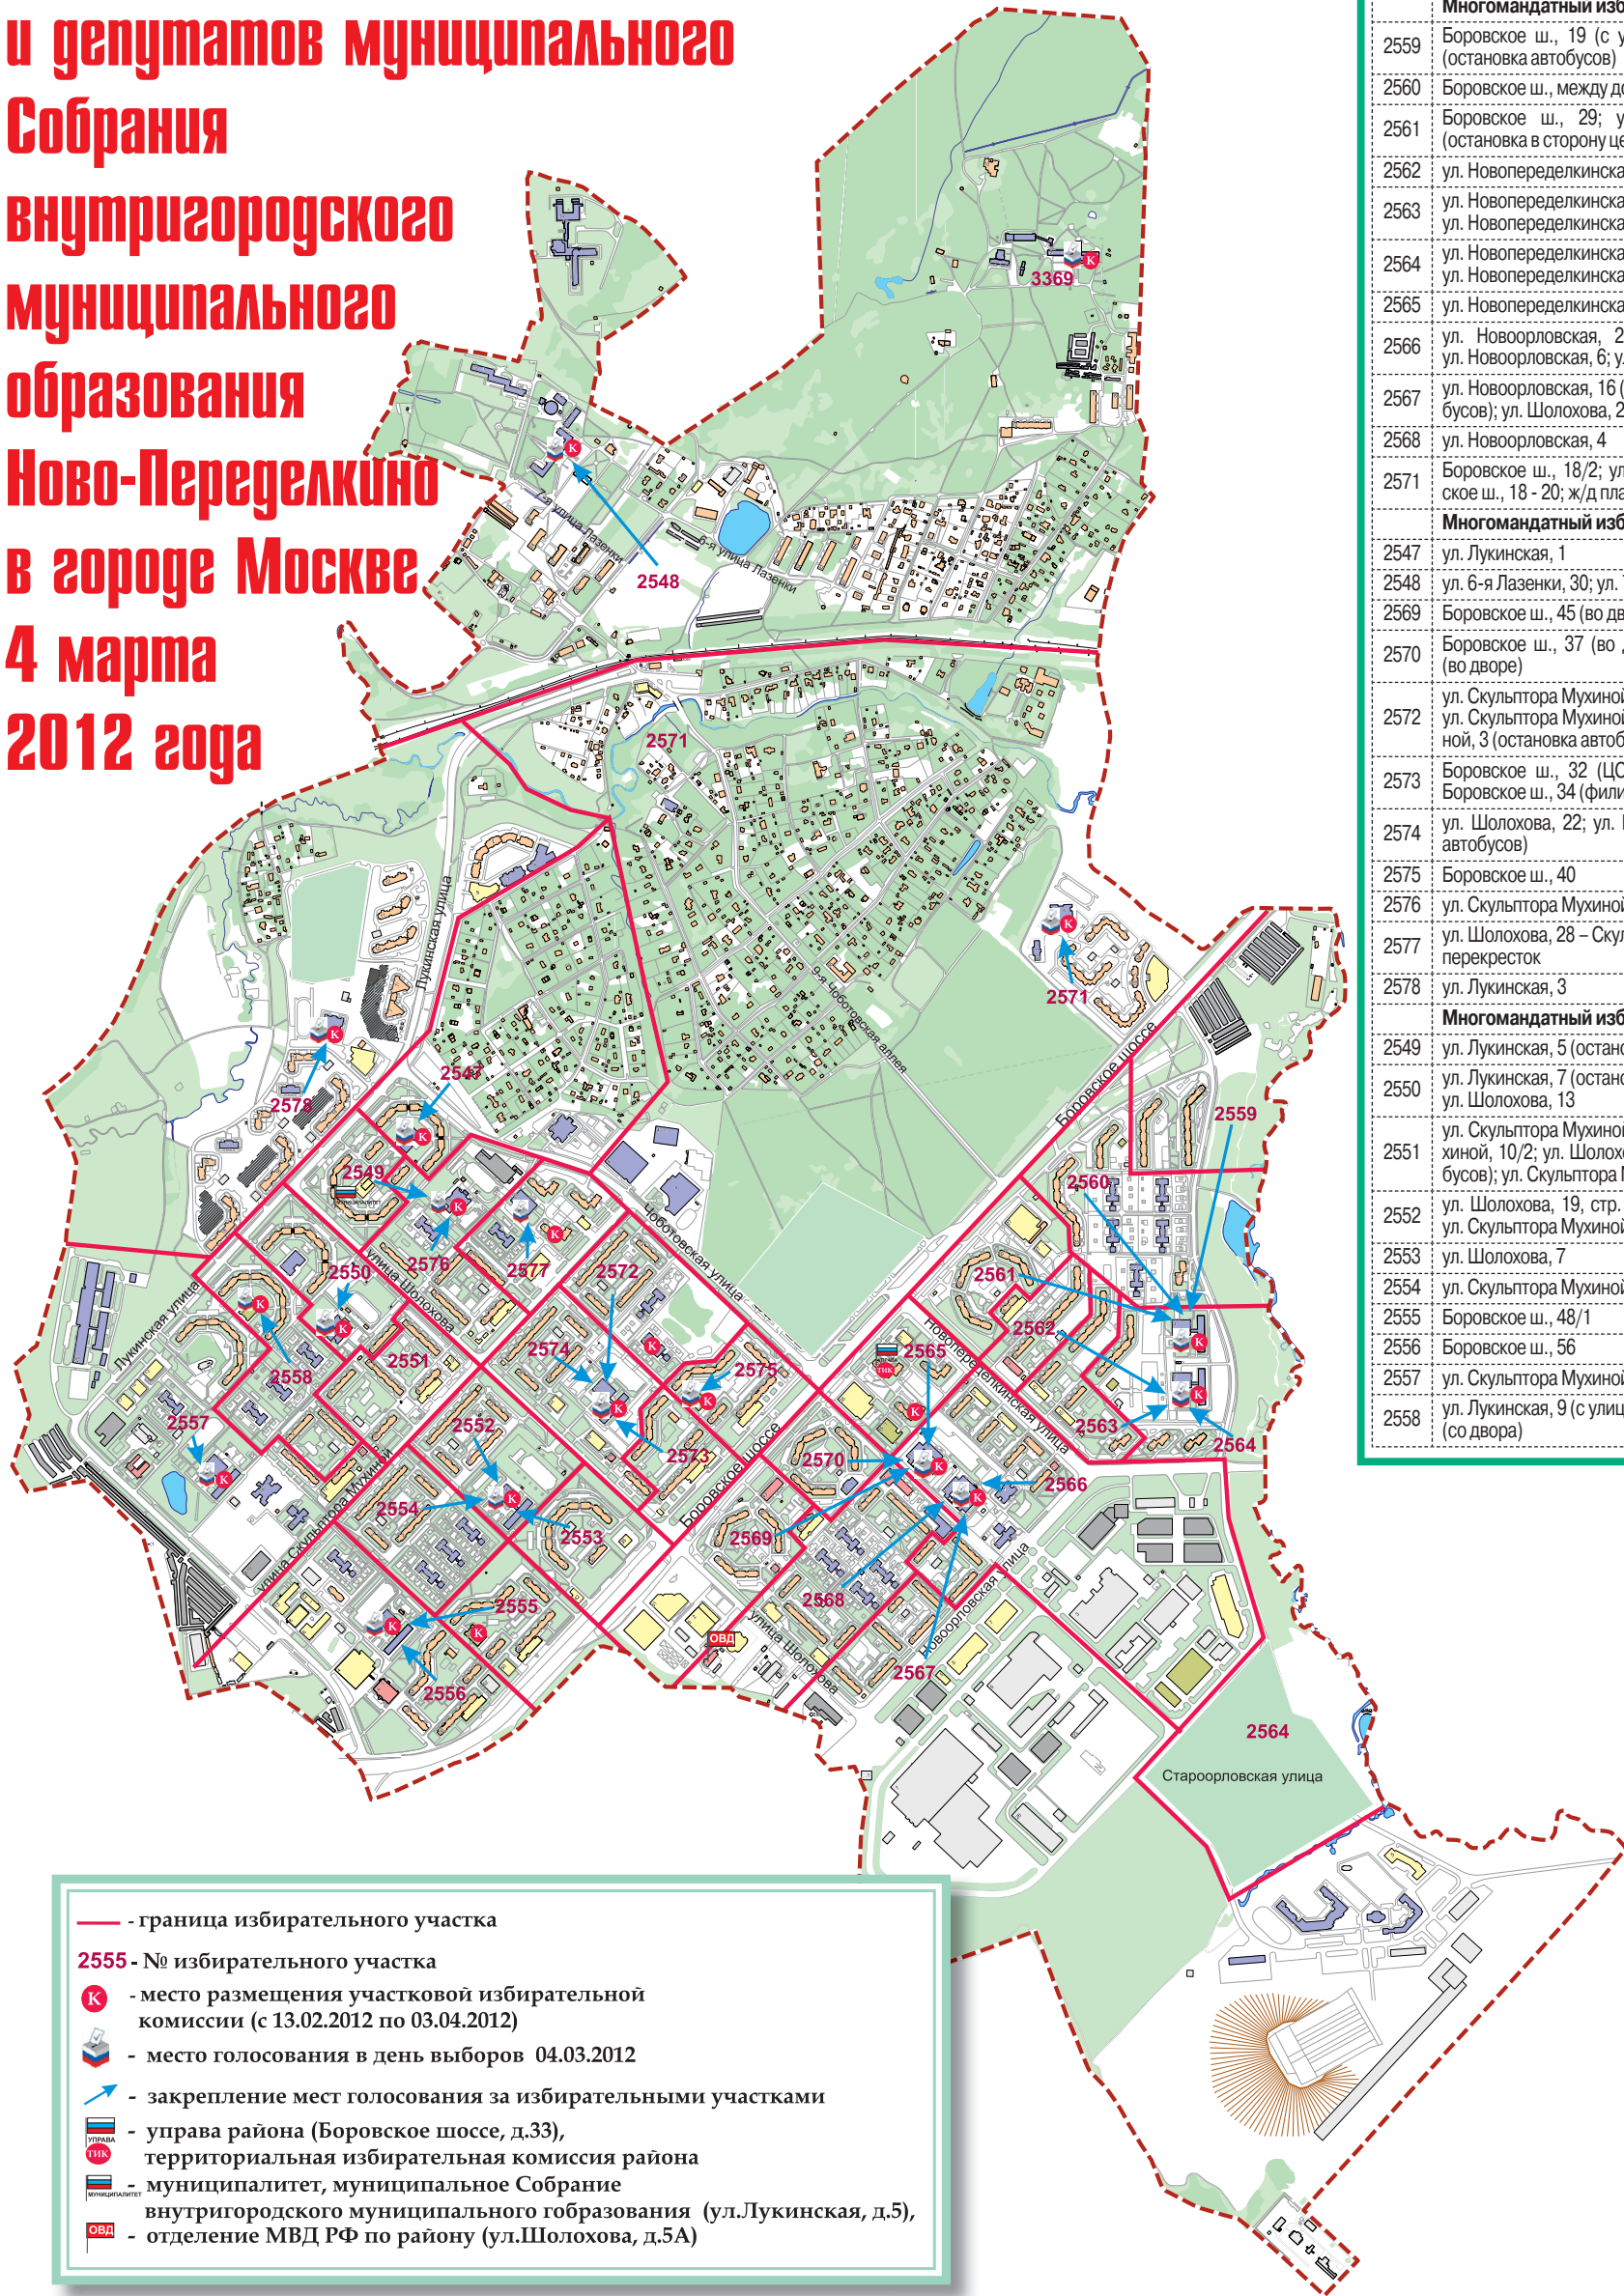 и депутатов муниципального
Собрания
внутригородского
муниципального
образования
Ново-Переделкино
в городе Москве
4 марта
2012 года
Многомандатный изб
2559 Боровское ш., 19 (с у
(остановка автобусов)
2560 Боровское ш., между до
2561 Боровское ш., 29; у
(остановка в сторону це
2562 ул. Новопеределкинска
2563 ул. Новопеределкинска
ул. Новопеределкинска
2564 ул. Новопеределкинска
ул. Новопеределкинска
2565 ул. Новопеределкинска
2566 ул. Новоорловская, 2
ул. Новоорловская, 6; у
2567 ул. Новоорловская, 16 (
бусов); ул. Шолохова, 2
2568 ул. Новоорловская, 4
2571 Боровское ш., 18/2; ул
ское ш., 18 - 20; ж/д пла
Многомандатный изб
2547 ул. Лукинская, 1
2548 ул. 6-я Лазенки, 30; ул.
2569 Боровское ш., 45 (во дв
2570 Боровское ш., 37 (во
(во дворе)
2572 ул. Скульптора Мухиной
ул. Скульптора Мухиной
ной, 3 (остановка автоб
2573 Боровское ш., 32 (ЦС
Боровское ш., 34 (фили
2574 ул. Шолохова, 22; ул.
автобусов)
2575 Боровское ш., 40
2576 ул. Скульптора Мухиной
2577 ул. Шолохова, 28 – Скул
перекресток
2578 ул. Лукинская, 3
Многомандатный изб
2549 ул. Лукинская, 5 (остано
2550 ул. Лукинская, 7 (остано
ул. Шолохова, 13
2551 ул. Скульптора Мухиной
хиной, 10/2; ул. Шолохо
бусов); ул. Скульптора
2552 ул. Шолохова, 19, стр.
ул. Скульптора Мухиной
2553 ул. Шолохова, 7
2554 ул. Скульптора Мухиной
2555 Боровское ш., 48/1
2556 Боровское ш., 56
2557 ул. Скульптора Мухиной
2558 ул. Лукинская, 9 (с улиц
(со двора)
3369
К
К
7-я улица Лазенки
6-я улица Лазенки
2548
2571
Лукинская улица
9-я Чоботовская аллея
К
2571
Боровское шоссе
К
2578
2547
К
2559
2549
МУНИЦИПАЛИТЕТ
К
К
2560
Чоботовская улица
2576
2577
2572
2550
улица Шолохова
2561
Лукинская улица
К
К
2562
Новопеределкинская улица
К
К
2574
2551
2565
УПРАВА
ТИК
2558
2575
К
К
2557
2552
К
К
2573
2563
2564
К
Боровское шоссе
2570
К
2566
улица Скульптора Мухиной
2554
К
2553
2569
К
2568
Новоорловская улица
2555
К
К
улица Шолохова
ОВД
2567
2556
2564
Староорловская улица
- граница избирательного участка
2555 - № избирательного участка
К - место размещения участковой избирательной
комиссии (с 13.02.2012 по 03.04.2012)
- место голосования в день выборов 04.03.2012
- закрепление мест голосования за избирательными участками
УПРАВА - управа района (Боровское шоссе, д.33),
ТИК территориальная избирательная комиссия района
МУНИЦИПАЛИТЕТ - муниципалитет, муниципальное Собрание
внутригородского муниципального гобразования (ул.Лукинская, д.5),
ОВД - отделение МВД РФ по району (ул.Шолохова, д.5А)